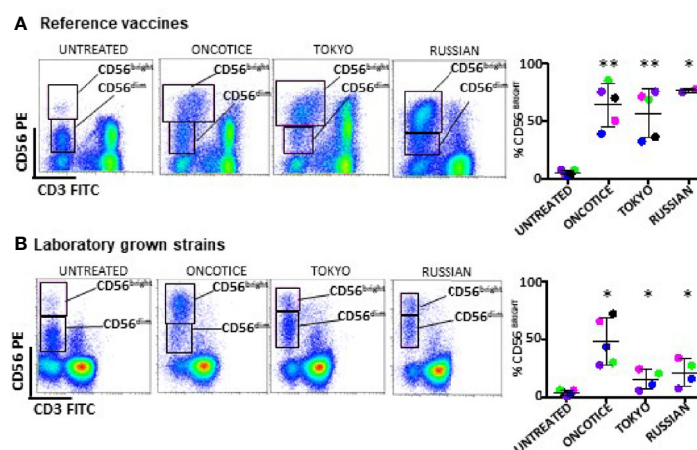 A Reference vaccines
UNTREATED ONCOTICE TOKYO RUSSIAN
CD56bright CD56bright CD56bright CD56bright
CD56dim CD56dim CD56dim CD56dim
CD56 PE
CD3 FITC
% CD56 BRIGHT
100
50
0
** ** *
UNTREATED ONCOTICE TOKYO RUSSIAN
B Laboratory grown strains
UNTREATED ONCOTICE TOKYO RUSSIAN
CD56bright CD56bright CD56bright CD56bright
CD56dim CD56dim CD56dim CD56dim
CD56 PE
CD3 FITC
% CD56 BRIGHT
100
50
0
* * *
UNTREATED ONCOTICE TOKYO RUSSIAN